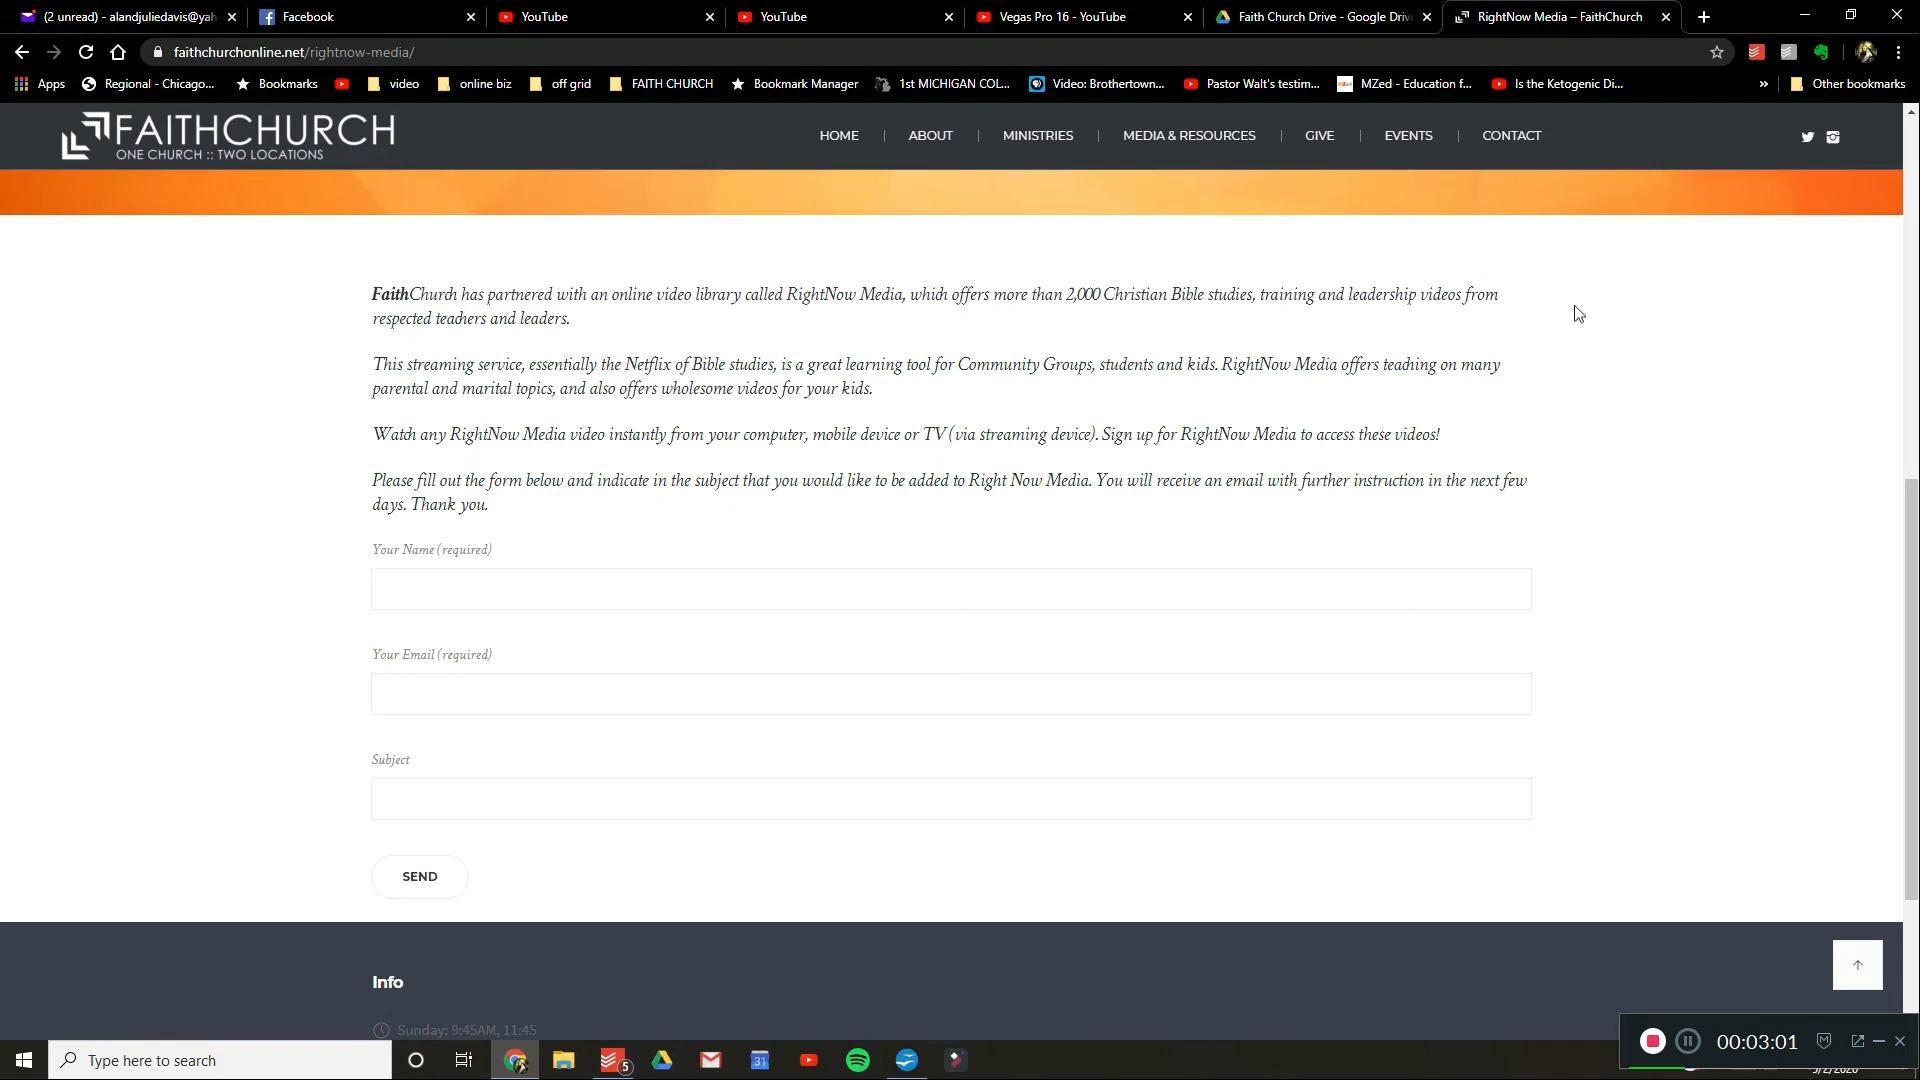 (2 unread) - alandjuliedavis@yah
Facebook
YouTube
YouTube
Vegas Pro 16 - YouTube
Faith Church Drive - Google Driv
RightNow Media – FaithChurch
faithchurchonline.net/rightnow-media/
Apps
Regional - Chicago...
Bookmarks
video
online biz
off grid
FAITH CHURCH
Bookmark Manager
1st MICHIGAN COL...
Video: Brothertown...
Pastor Walt's testim...
MZed - Education f...
Is the Ketogenic Di...
»
Other bookmarks
FAITHCHURCH
ONE CHURCH :: TWO LOCATIONS
HOME | ABOUT | MINISTRIES | MEDIA & RESOURCES | GIVE | EVENTS | CONTACT
FaithChurch has partnered with an online video library called RightNow Media, which offers more than 2,000 Christian Bible studies, training and leadership videos from
respected teachers and leaders.
This streaming service, essentially the Netflix of Bible studies, is a great learning tool for Community Groups, students and kids. RightNow Media offers teaching on many
parental and marital topics, and also offers wholesome videos for your kids.
Watch any RightNow Media video instantly from your computer, mobile device or TV (via streaming device). Sign up for RightNow Media to access these videos!
Please fill out the form below and indicate in the subject that you would like to be added to Right Now Media. You will receive an email with further instruction in the next few
days. Thank you.
Your Name (required)
Your Email (required)
Subject
SEND
Info
Sunday: 9:45AM, 11:45
Type here to search
5
31
00:03:01